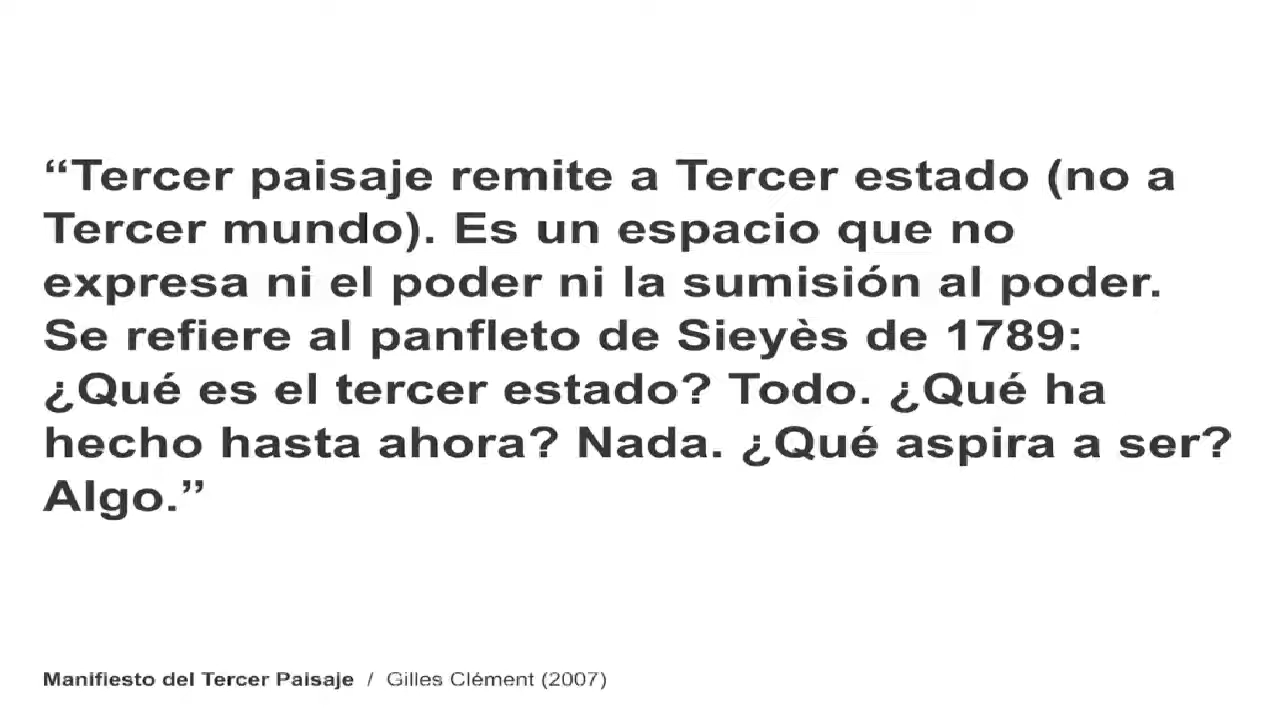 “Tercer paisaje remite a Tercer estado (no a
Tercer mundo). Es un espacio que no
expresa ni el poder ni la sumisión al poder.
Se refiere al panfleto de Sieyès de 1789:
¿Qué es el tercer estado? Todo. ¿Qué ha
hecho hasta ahora? Nada. ¿Qué aspira a ser?
Algo.”
Manifiesto del Tercer Paisaje / Gilles Clément (2007)